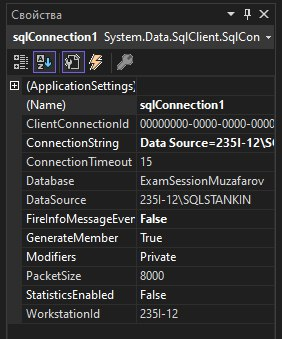 Свойства
sqlConnection1 System.Data.SqlClient.SqlCon
(ApplicationSettings)
(Name) sqlConnection1
ClientConnectionId 00000000-0000-0000-0000
ConnectionString Data Source=235I-12\SQ
ConnectionTimeout 15
Database ExamSessionMuzafarov
DataSource 235I-12\SQLSTANKIN
FireInfoMessageEven False
GenerateMember True
Modifiers Private
PacketSize 8000
StatisticsEnabled False
WorkstationId 235I-12